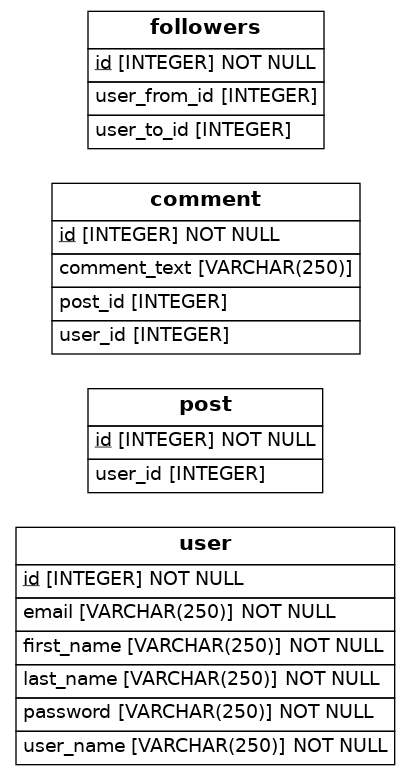 followers
id [INTEGER] NOT NULL
user_from_id [INTEGER]
user_to_id [INTEGER]
comment
id [INTEGER] NOT NULL
comment_text [VARCHAR(250)]
post_id [INTEGER]
user_id [INTEGER]
post
id [INTEGER] NOT NULL
user_id [INTEGER]
user
id [INTEGER] NOT NULL
email [VARCHAR(250)] NOT NULL
first_name [VARCHAR(250)] NOT NULL
last_name [VARCHAR(250)] NOT NULL
password [VARCHAR(250)] NOT NULL
user_name [VARCHAR(250)] NOT NULL